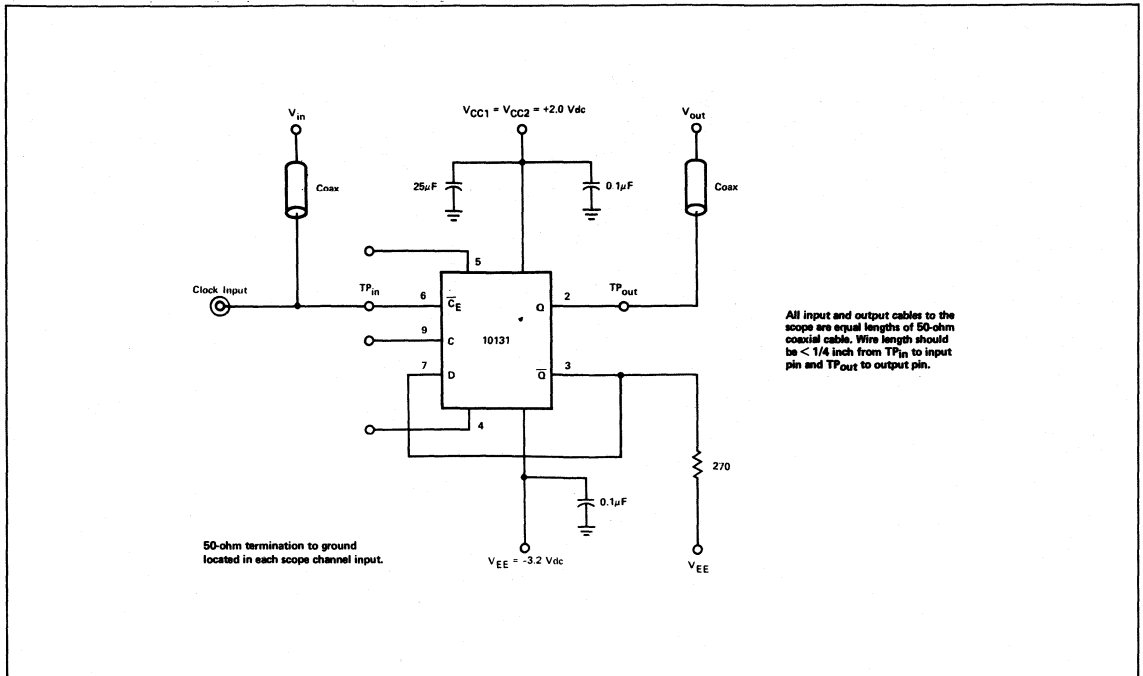 V_in
V_CC1 = V_CC2 = +2.0 Vdc
V_out
Coax
25µF
0.1µF
Coax
5
Clock Input
TP_in
6
C̅_E
Q
2
TP_out
9
C
10131
7
D
Q̅
3
4
All input and output cables to the
scope are equal lengths of 50-ohm
coaxial cable. Wire length should
be < 1/4 inch from TP_in to input
pin and TP_out to output pin.
270
0.1µF
50-ohm termination to ground
located in each scope channel input.
V_EE = -3.2 Vdc
V_EE